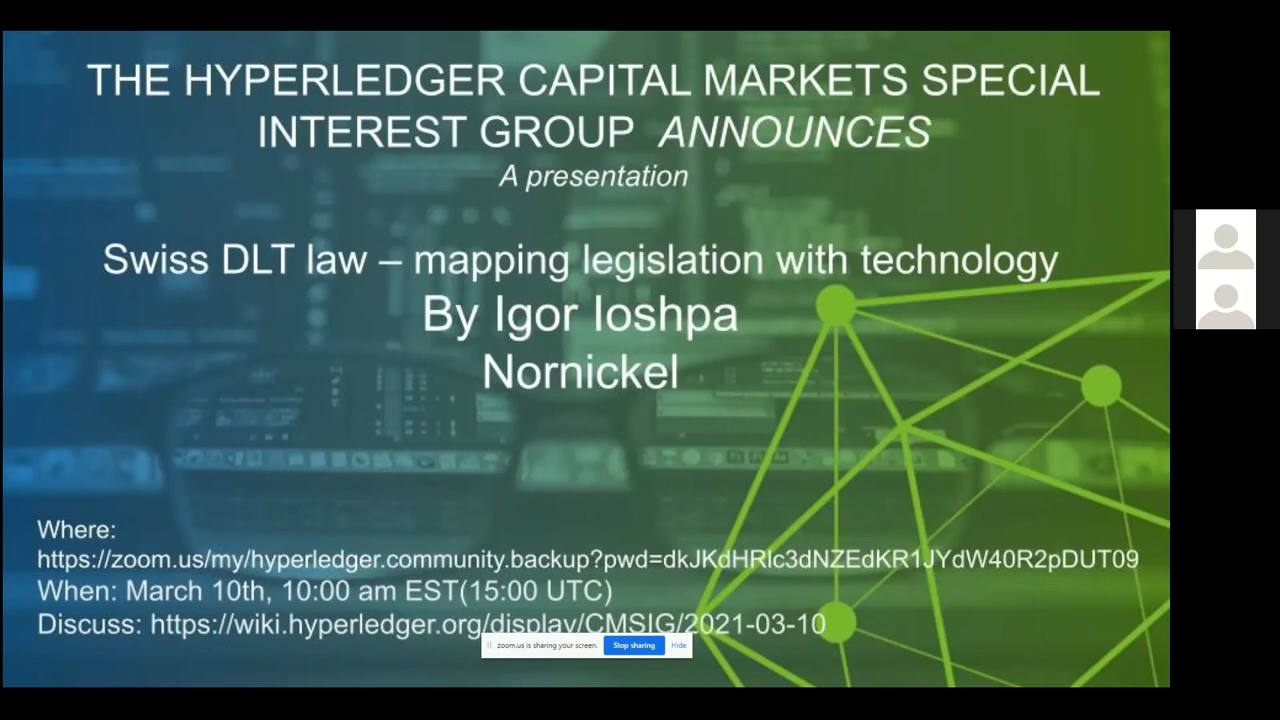 THE HYPERLEDGER CAPITAL MARKETS SPECIAL
INTEREST GROUP ANNOUNCES
A presentation
Swiss DLT law – mapping legislation with technology
By Igor Ioshpa
Nornickel
Where:
https://zoom.us/my/hyperledger.community.backup?pwd=dkJKdHRlc3dNZEdKR1JYdW40R2pDUT09
When: March 10th, 10:00 am EST(15:00 UTC)
Discuss: https://wiki.hyperledger.org/display/CMSIG/2021-03-10
zoom.us is sharing your screen. Stop sharing Hide